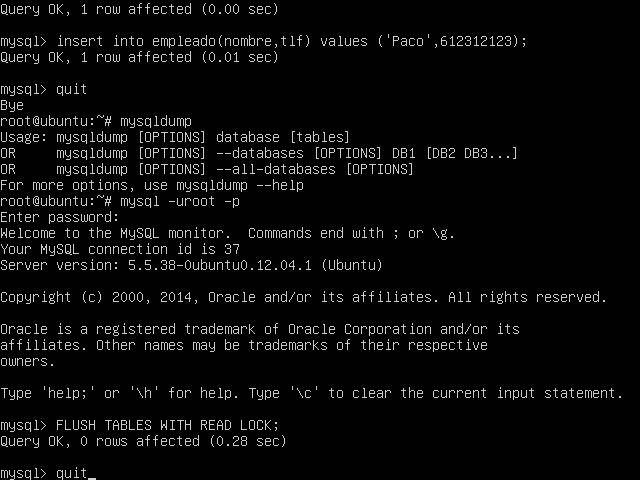 Query OK, 1 row affected (0.00 sec)
mysql> insert into empleado(nombre,tlf) values ('Paco',612312123);
Query OK, 1 row affected (0.01 sec)
mysql> quit
Bye
root@ubuntu:~# mysqldump
Usage: mysqldump [OPTIONS] database [tables]
OR     mysqldump [OPTIONS] --databases [OPTIONS] DB1 [DB2 DB3...]
OR     mysqldump [OPTIONS] --all-databases [OPTIONS]
For more options, use mysqldump --help
root@ubuntu:~# mysql -uroot -p
Enter password:
Welcome to the MySQL monitor.  Commands end with ; or \g.
Your MySQL connection id is 37
Server version: 5.5.38-0ubuntu0.12.04.1 (Ubuntu)
Copyright (c) 2000, 2014, Oracle and/or its affiliates. All rights reserved.
Oracle is a registered trademark of Oracle Corporation and/or its
affiliates. Other names may be trademarks of their respective
owners.
Type 'help;' or '\h' for help. Type '\c' to clear the current input statement.
mysql> FLUSH TABLES WITH READ LOCK;
Query OK, 0 rows affected (0.28 sec)
mysql> quit_